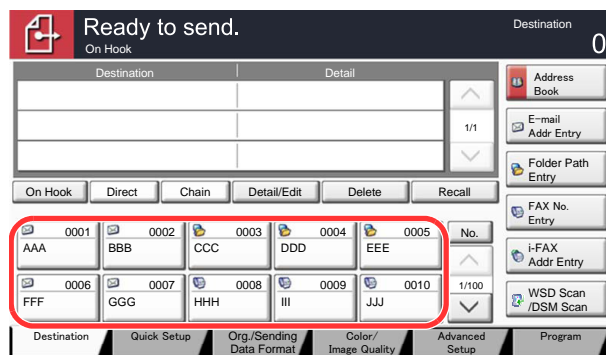 Ready to send.
On Hook
Destination
0
Destination
Detail
1/1
Address
Book
E-mail
Addr Entry
Folder Path
Entry
FAX No.
Entry
i-FAX
Addr Entry
WSD Scan
/DSM Scan
On Hook
Direct
Chain
Detail/Edit
Delete
Recall
0001
AAA
0002
BBB
0003
CCC
0004
DDD
0005
EEE
No.
0006
FFF
0007
GGG
0008
HHH
0009
III
0010
JJJ
1/100
Destination
Quick Setup
Org./Sending
Data Format
Color/
Image Quality
Advanced
Setup
Program